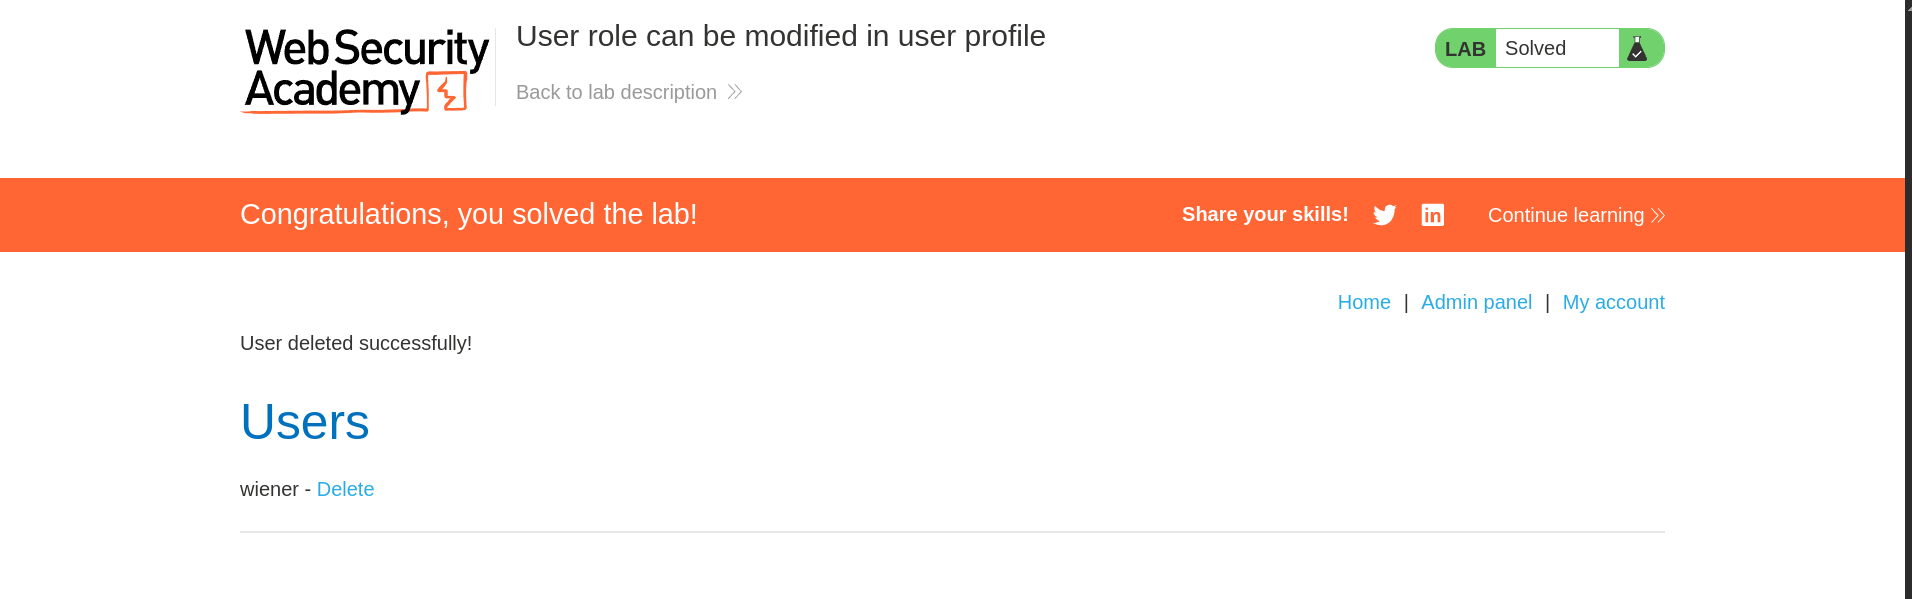 Web Security
Academy
User role can be modified in user profile
Back to lab description
LAB Solved
Congratulations, you solved the lab!
Share your skills!
Continue learning
Home | Admin panel | My account
User deleted successfully!
Users
wiener - Delete